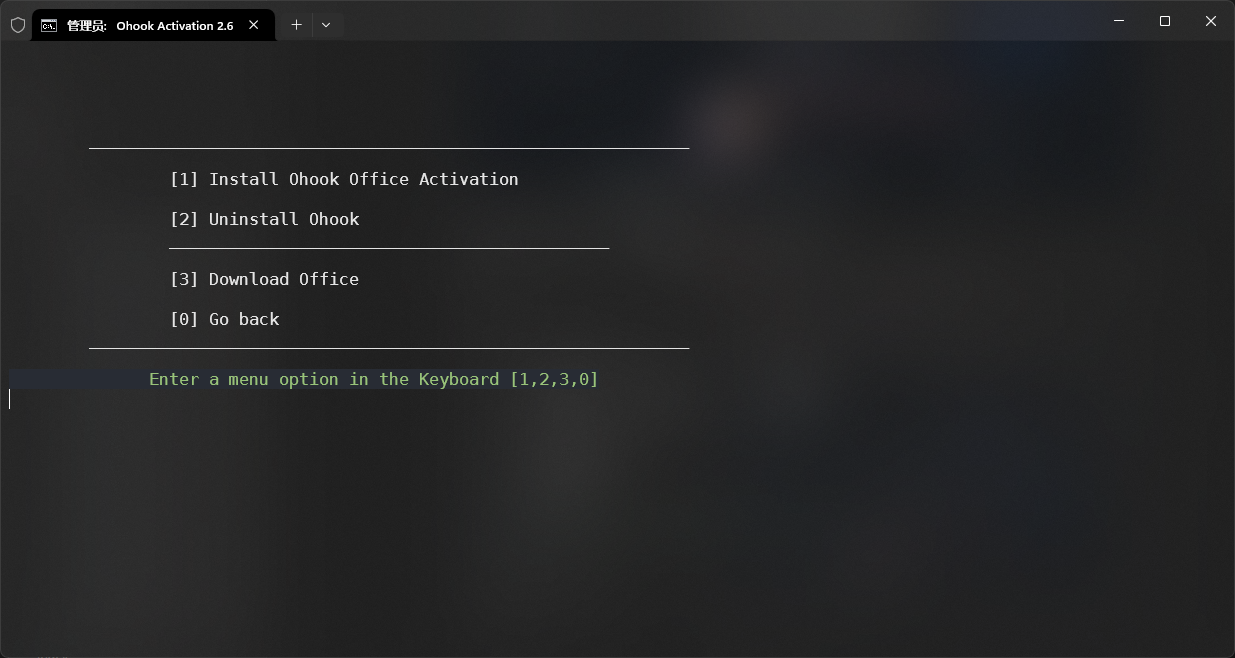 管理员: Ohook Activation 2.6
[1] Install Ohook Office Activation
[2] Uninstall Ohook
[3] Download Office
[0] Go back
Enter a menu option in the Keyboard [1,2,3,0]